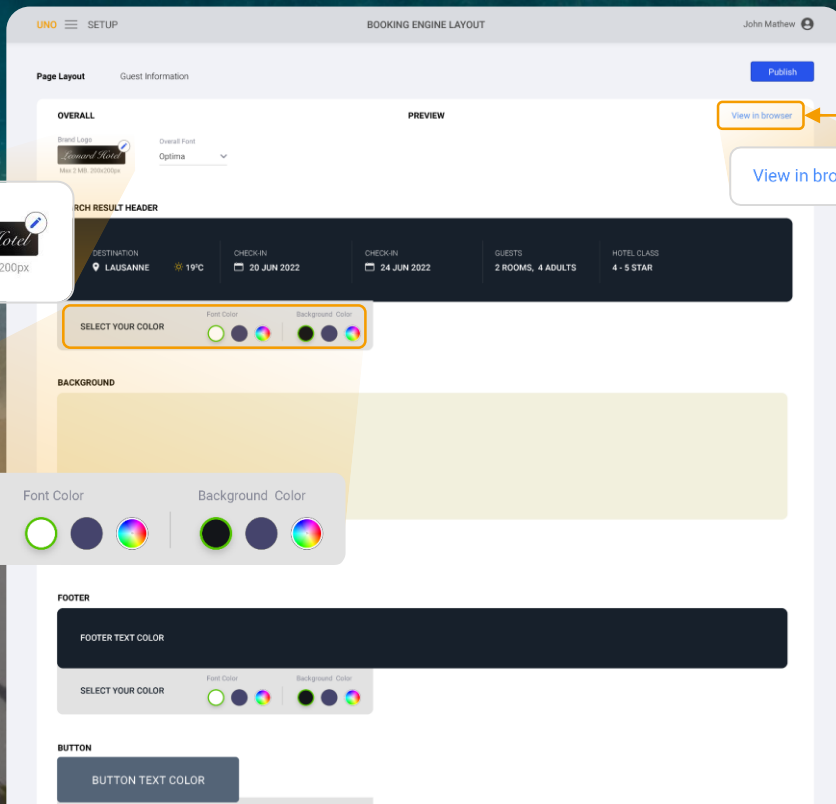 UNO SETUP BOOKING ENGINE LAYOUT John Mathew
Page Layout Guest Information Publish
OVERALL PREVIEW View in browser
Brand Logo Overall Font
Leonard Hotel Optima
Max 2 MB 200x200px
View in bro
RCH RESULT HEADER
Hotel
200px
DESTINATION CHECK-IN CHECK-IN GUESTS HOTEL CLASS
LAUSANNE 19°C 20 JUN 2022 24 JUN 2022 2 ROOMS, 4 ADULTS 4 - 5 STAR
Font Color Background Color
SELECT YOUR COLOR
BACKGROUND
Font Color Background Color
FOOTER
FOOTER TEXT COLOR
Font Color Background Color
SELECT YOUR COLOR
BUTTON
BUTTON TEXT COLOR